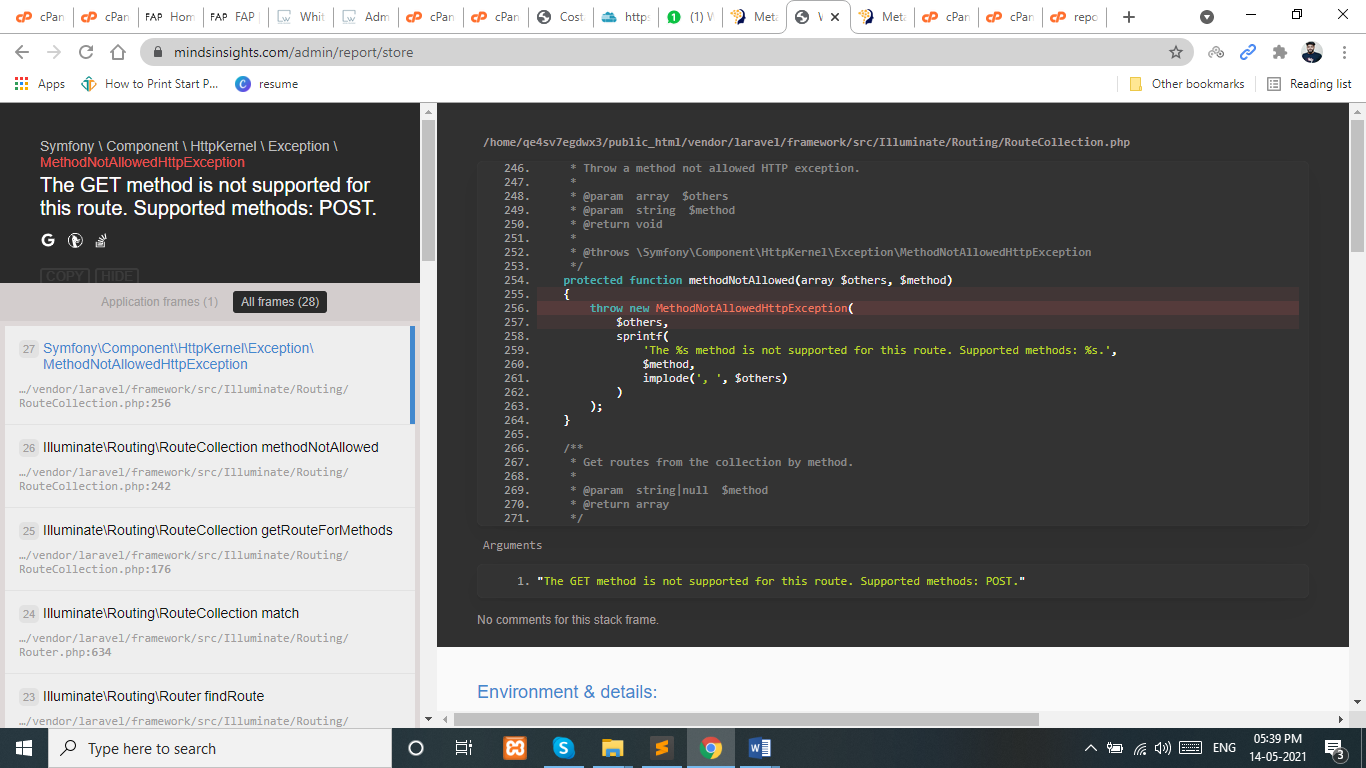 cPan
cPan
FAP Hom
FAP FAP
Whit
Adm
cPan
cPan
Cost
https
(1) W
Meta
Meta
cPan
cPan
repo
mindsinsights.com/admin/report/store
Apps
How to Print Start P...
resume
Other bookmarks
Reading list
Symfony \ Component \ HttpKernel \ Exception \
MethodNotAllowedHttpException
The GET method is not supported for
this route. Supported methods: POST.
COPY HIDE
Application frames (1)
All frames (28)
27 Symfony\Component\HttpKernel\Exception\
MethodNotAllowedHttpException
…/vendor/laravel/framework/src/Illuminate/Routing/
RouteCollection.php:256
26 Illuminate\Routing\RouteCollection methodNotAllowed
…/vendor/laravel/framework/src/Illuminate/Routing/
RouteCollection.php:242
25 Illuminate\Routing\RouteCollection getRouteForMethods
…/vendor/laravel/framework/src/Illuminate/Routing/
RouteCollection.php:176
24 Illuminate\Routing\RouteCollection match
…/vendor/laravel/framework/src/Illuminate/Routing/
Router.php:634
23 Illuminate\Routing\Router findRoute
…/vendor/laravel/framework/src/Illuminate/Routing/
/home/qe4sv7egdwx3/public_html/vendor/laravel/framework/src/Illuminate/Routing/RouteCollection.php
246. * Throw a method not allowed HTTP exception.
247. *
248. * @param array $others
249. * @param string $method
250. * @return void
251. *
252. * @throws \Symfony\Component\HttpKernel\Exception\MethodNotAllowedHttpException
253. */
254. protected function methodNotAllowed(array $others, $method)
255. {
256. throw new MethodNotAllowedHttpException(
257. $others,
258. sprintf(
259. 'The %s method is not supported for this route. Supported methods: %s.',
260. $method,
261. implode(', ', $others)
262. )
263. );
264. }
265.
266. /**
267. * Get routes from the collection by method.
268. *
269. * @param string|null $method
270. * @return array
271. */
Arguments
1. "The GET method is not supported for this route. Supported methods: POST."
No comments for this stack frame.
Environment & details:
Type here to search
ENG
05:39 PM
14-05-2021
3